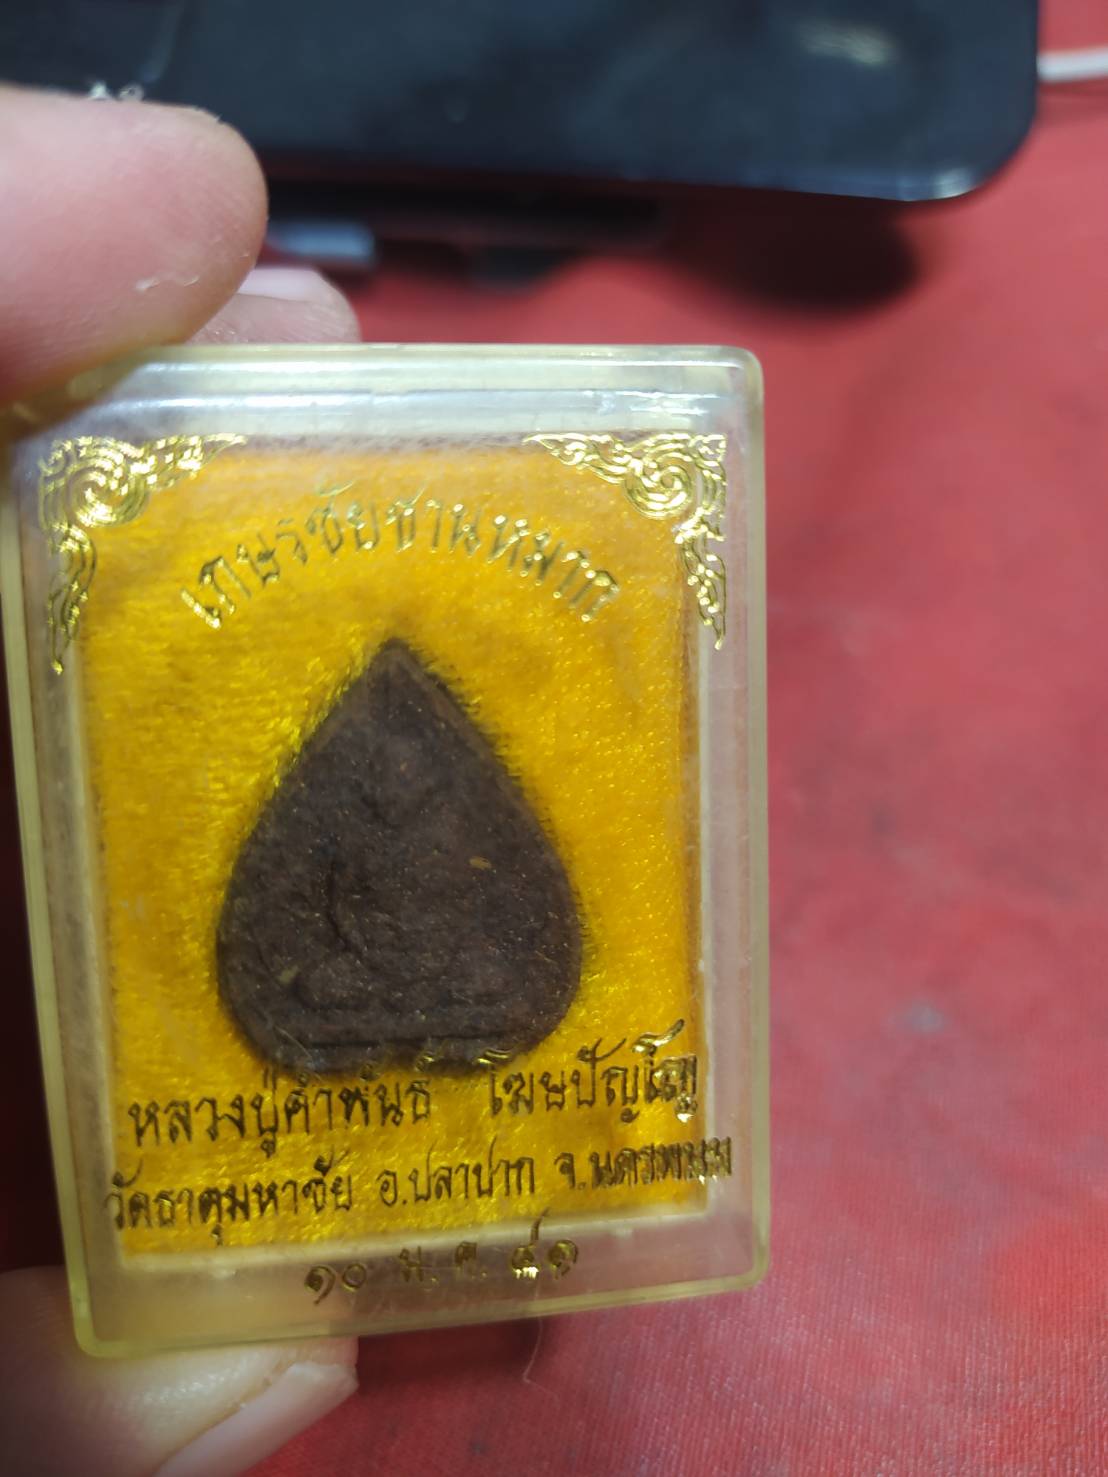 เกษรชัยชานหมาก
หลวงปู่คำพันธ์ โฆษปัญโญ
วัดธาตุมหาชัย อ.ปลาปาก จ.นครพนม
๑๐ พ.ค. ๔๑